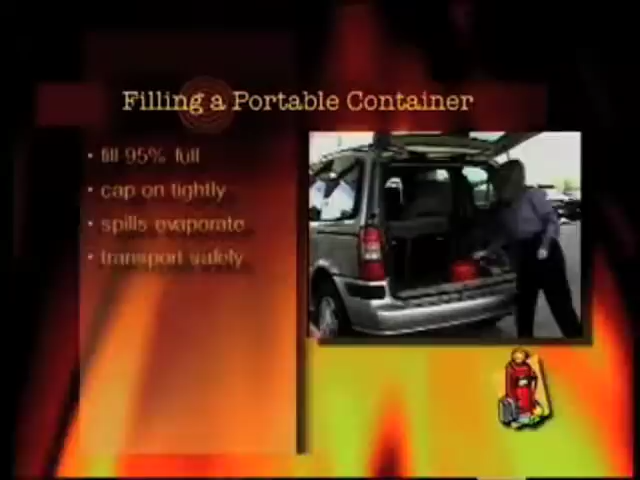 Filling a Portable Container
• fill 95% full
• cap on tightly
• spills evaporate
• transport safely